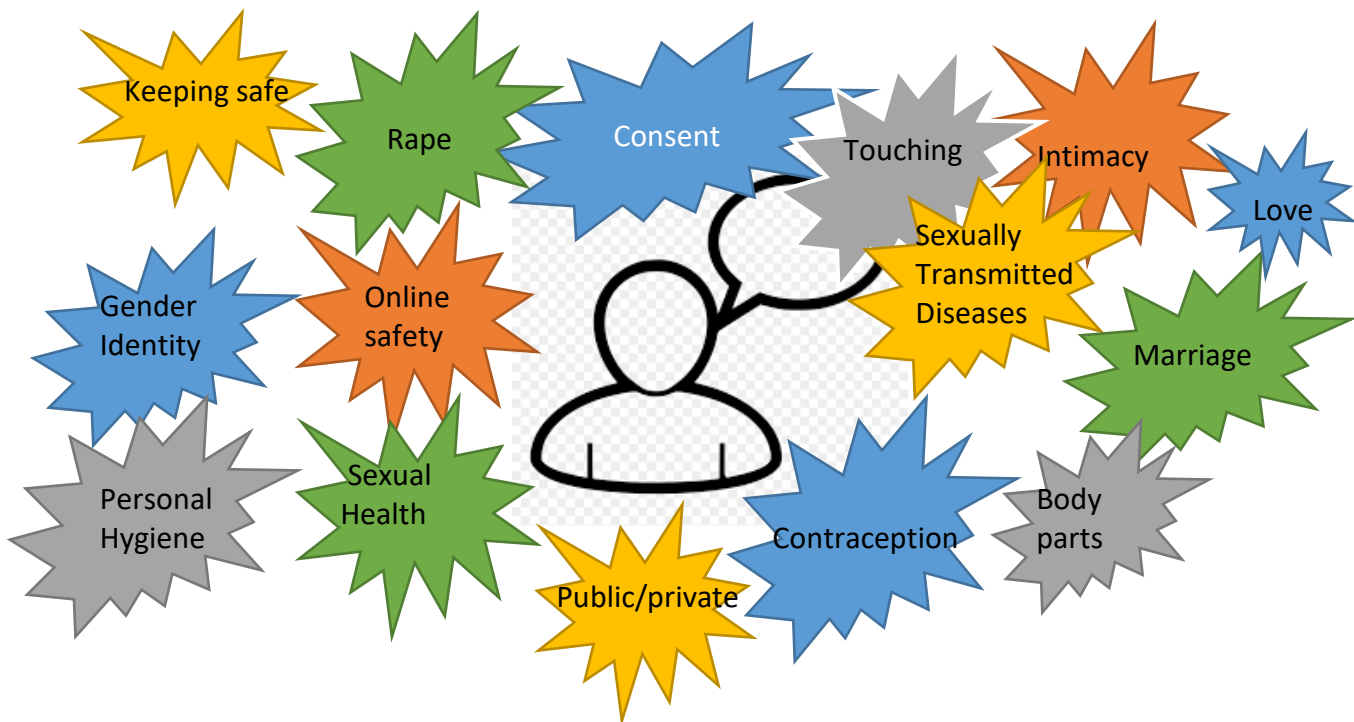 Keeping safe
Rape
Consent
Touching
Intimacy
Love
Gender
Identity
Online
safety
Sexually
Transmitted
Diseases
Marriage
Personal
Hygiene
Sexual
Health
Public/private
Contraception
Body
parts